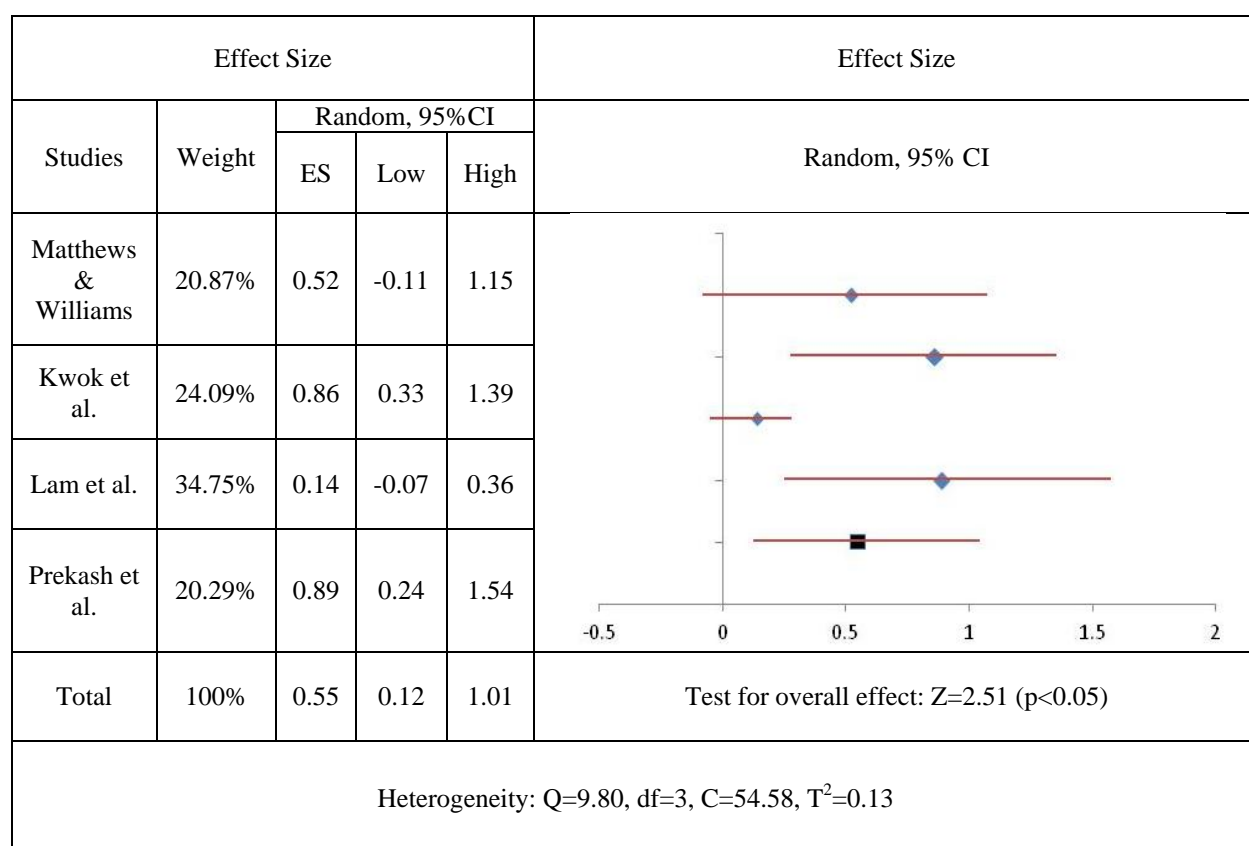 Effect Size
Effect Size
Studies
Weight
Random, 95%CI
ES
Low
High
Random, 95% CI
Matthews
&
Williams
20.87%
0.52
-0.11
1.15
Kwok et
al.
24.09%
0.86
0.33
1.39
Lam et al.
34.75%
0.14
-0.07
0.36
Prekash et
al.
20.29%
0.89
0.24
1.54
-0.5 0 0.5 1 1.5 2
Total
100%
0.55
0.12
1.01
Test for overall effect: Z=2.51 (p<0.05)
Heterogeneity: Q=9.80, df=3, C=54.58, T²=0.13